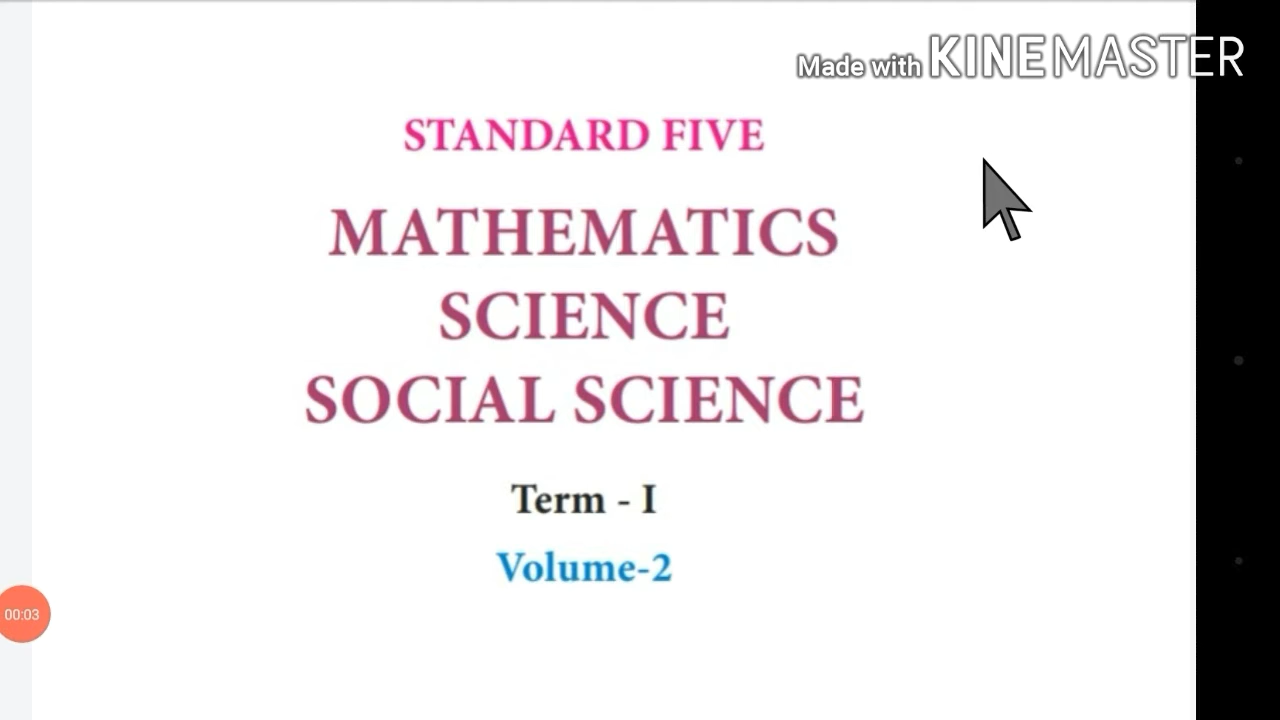 Made with KINEMASTER
STANDARD FIVE
MATHEMATICS
SCIENCE
SOCIAL SCIENCE
Term - I
Volume-2
00:03